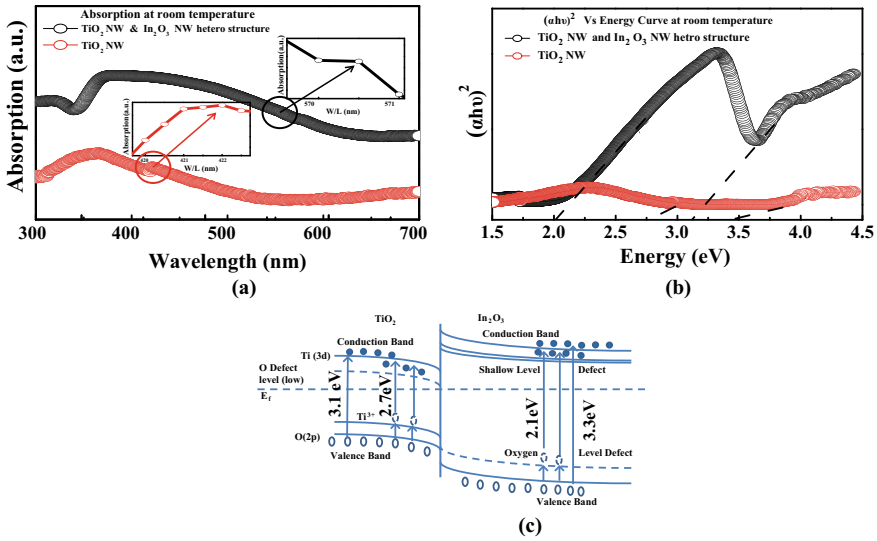 Absorption at room temperature
TiO2 NW & In2O3 NW hetero structure
TiO2 NW
Absorption (a.u.)
Absorption(a.u.)
570 571
W/L (nm)
Absorption(a.u.)
420 421 422
W/L (nm)
300 400 500 600 700
Wavelength (nm)
(a)
(αhν)2 Vs Energy Curve at room temperature
TiO2 NW and In2 O3 NW hetro structure
TiO2 NW
(αhυ)2
1.5 2.0 2.5 3.0 3.5 4.0 4.5
Energy (eV)
(b)
TiO2
In2O3
Conduction Band
Conduction Band
Ti (3d)
O Defect
level (low)
Shallow Level Defect
Ef
3.1 eV
2.7eV
2.1eV
3.3eV
Ti3+
O(2p)
Oxygen Level Defect
Valence Band
Valence Band
(c)